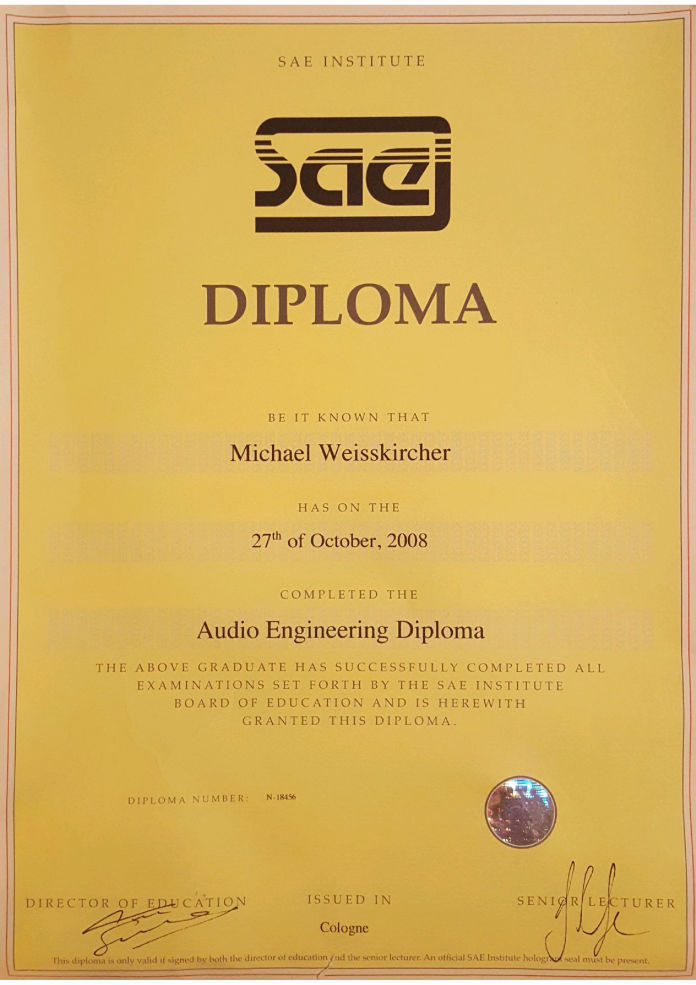 SAE INSTITUTE
sae
DIPLOMA
BE IT KNOWN THAT
Michael Weisskircher
HAS ON THE
27th of October, 2008
COMPLETED THE
Audio Engineering Diploma
THE ABOVE GRADUATE HAS SUCCESSFULLY COMPLETED ALL
EXAMINATIONS SET FORTH BY THE SAE INSTITUTE
BOARD OF EDUCATION AND IS HEREWITH
GRANTED THIS DIPLOMA.
DIPLOMA NUMBER: N-18456
DIRECTOR OF EDUCATION ISSUED IN SENIOR LECTURER
Cologne
This diploma is only valid if signed by both the director of education and the senior lecturer. An official SAE Institute hologram seal must be present.